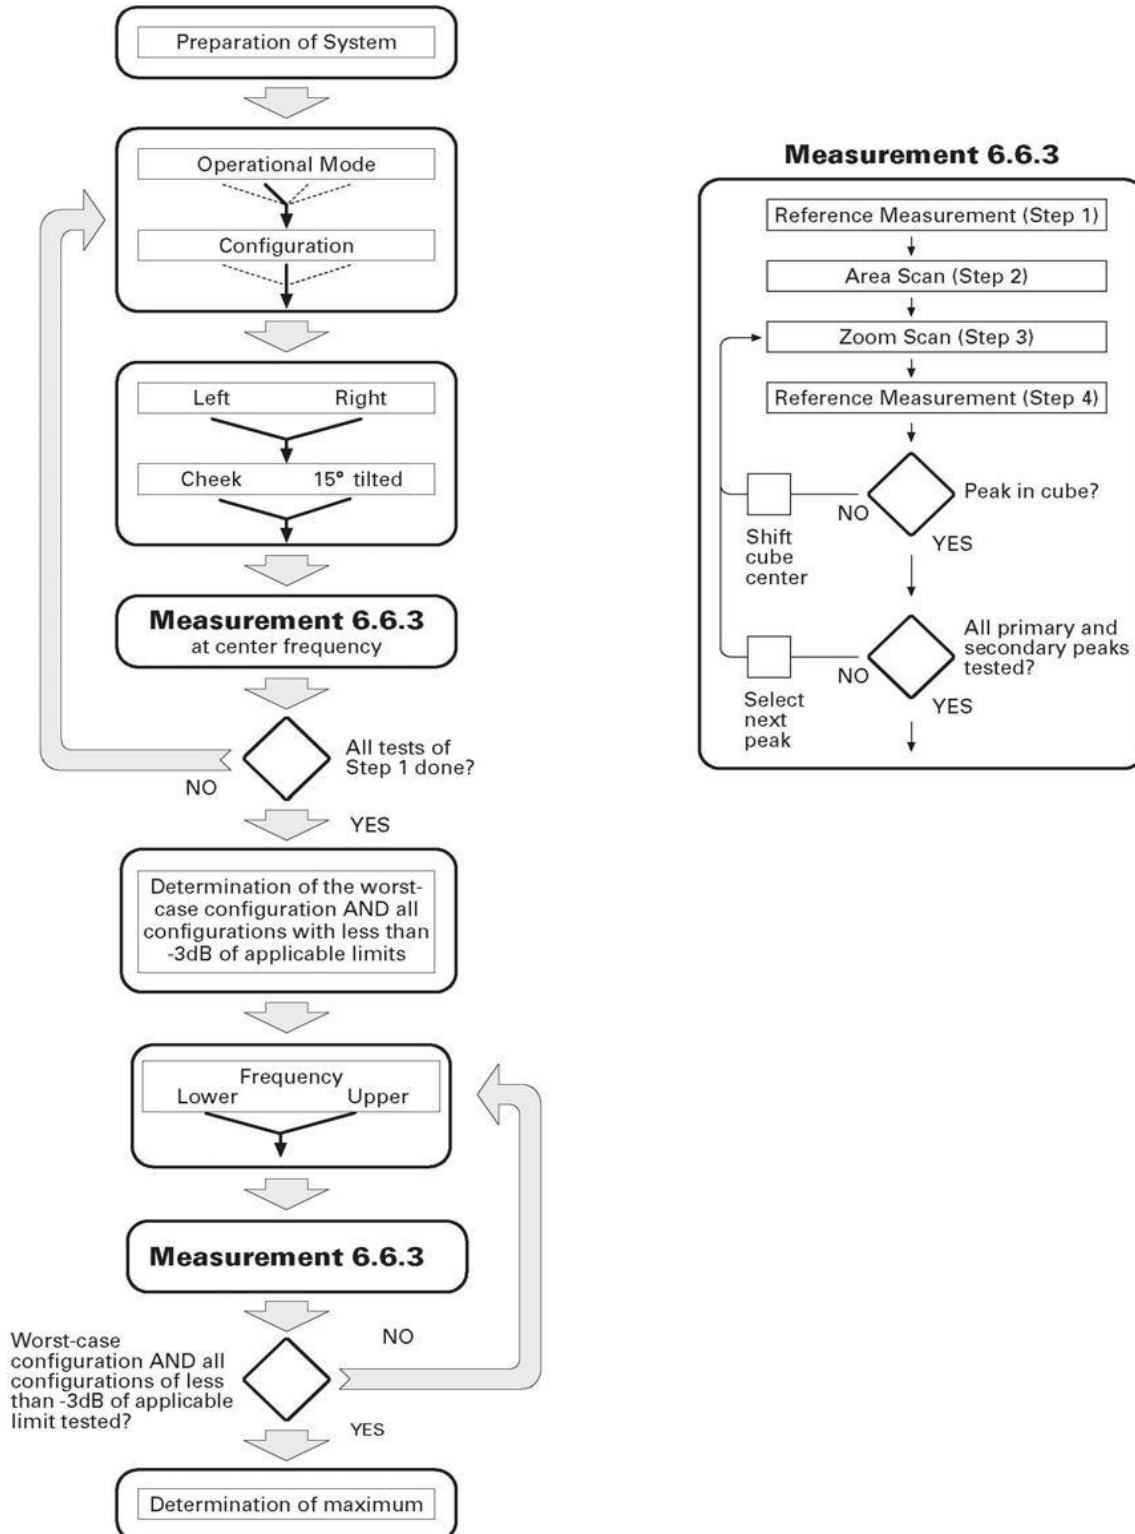 Preparation of System
Operational Mode
Configuration
Left Right
Cheek 15° tilted
Measurement 6.6.3
at center frequency
All tests of
Step 1 done?
NO
YES
Determination of the worst-
case configuration AND all
configurations with less than
-3dB of applicable limits
Frequency
Lower Upper
Measurement 6.6.3
NO
Worst-case
configuration AND all
configurations of less
than -3dB of applicable
limit tested?
YES
Determination of maximum
Measurement 6.6.3
Reference Measurement (Step 1)
Area Scan (Step 2)
Zoom Scan (Step 3)
Reference Measurement (Step 4)
Peak in cube?
NO
YES
Shift
cube
center
All primary and
secondary peaks
tested?
NO
YES
Select
next
peak